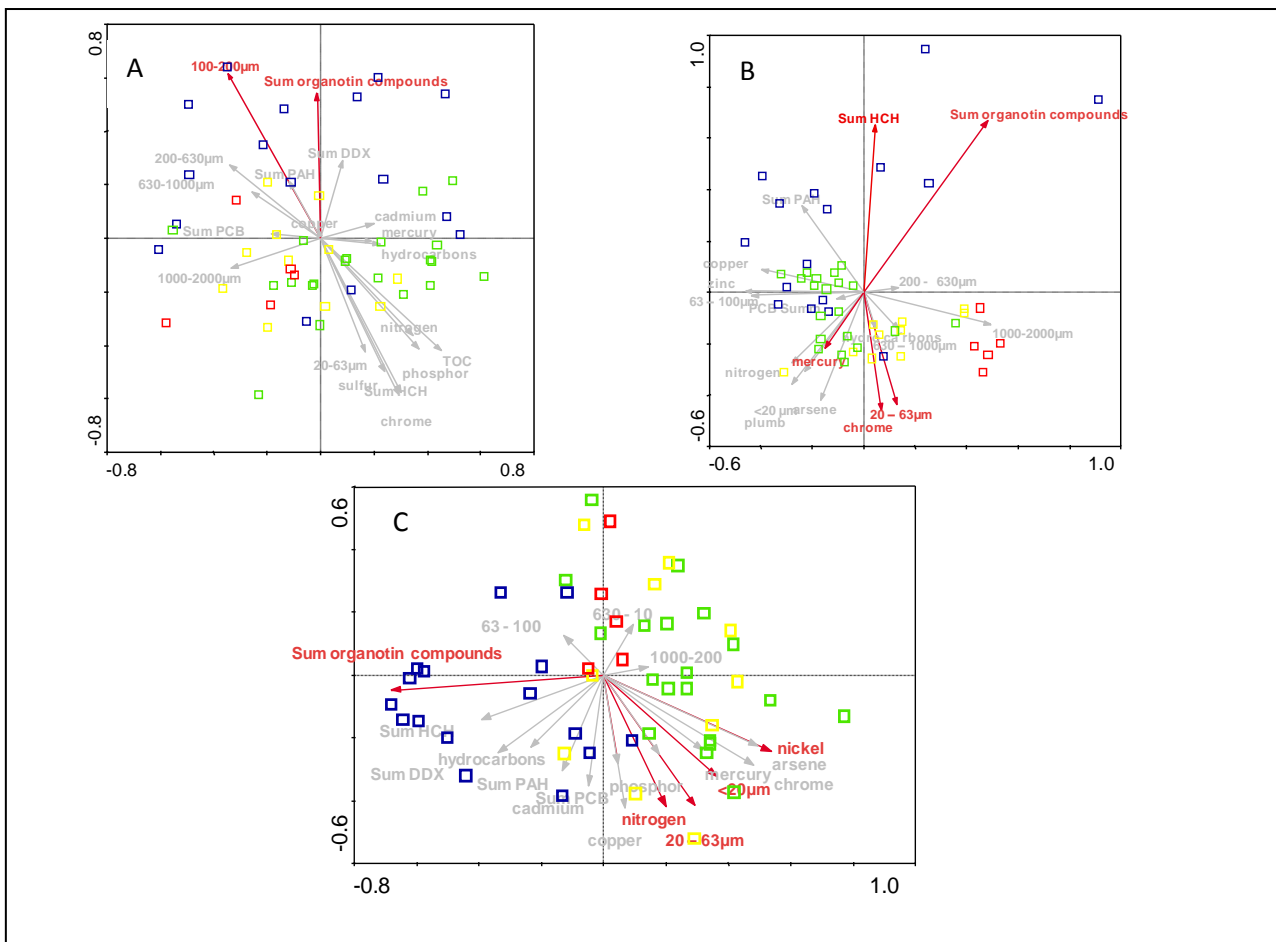 0.8
A
100-200µm
Sum organotin compounds
Sum DDX
200-630µm
Sum PAH
630-1000µm
copper
cadmium
Sum PCB
mercury
hydrocarbons
1000-2000µm
nitrogen
20-63µm
TOC
sulfur
phosphor
Sum HCH
chrome
-0.8
-0.8
0.8
1.0
B
Sum HCH
Sum organotin compounds
Sum PAH
copper
zinc
200 - 630µm
63 – 100µm
PCB Sum
1000-2000µm
hydrocarbons
630 – 1000µm
mercury
nitrogen
<20 µm
arsene
20 – 63µm
plumb
chrome
-0.6
-0.6
1.0
0.6
C
63 - 100
630 - 10
Sum organotin compounds
1000-200
Sum HCH
hydrocarbons
nickel
Sum DDX
arsene
Sum PAH
mercury
chrome
phosphor
<20µm
Sum PCB
cadmium
nitrogen
copper
20 – 63µm
-0.6
-0.8
1.0